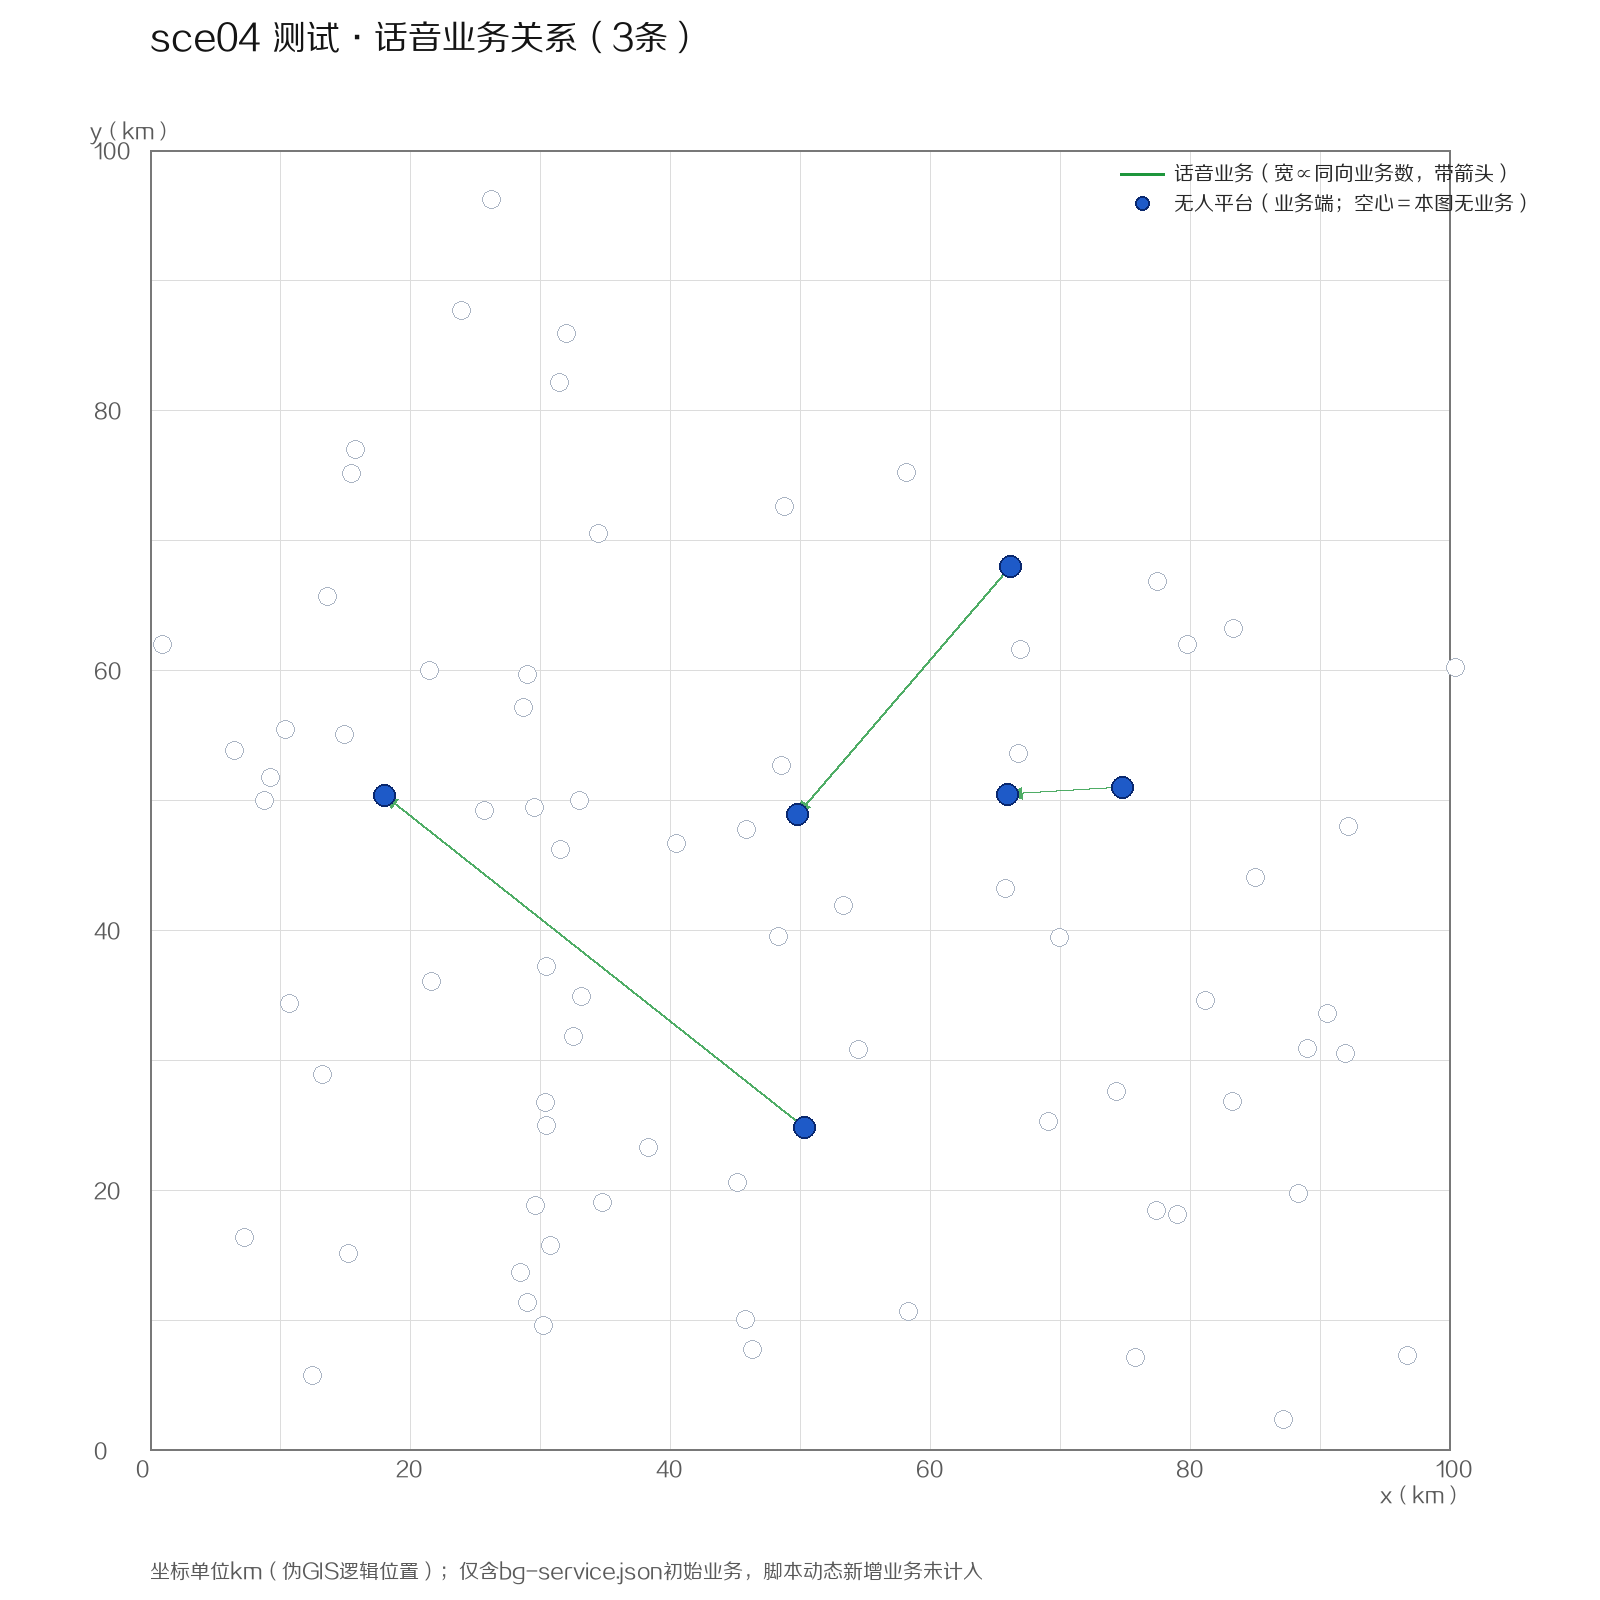 sce04 测试·话音业务关系（3条）
y（km）
100
话音业务（宽∝同向业务数，带箭头）
无人平台（业务端；空心＝本图无业务）
80
60
40
20
0
0 20 40 60 80 100
x（km）
坐标单位km（伪GIS逻辑位置）；仅含bg-service.json初始业务，脚本动态新增业务未计入